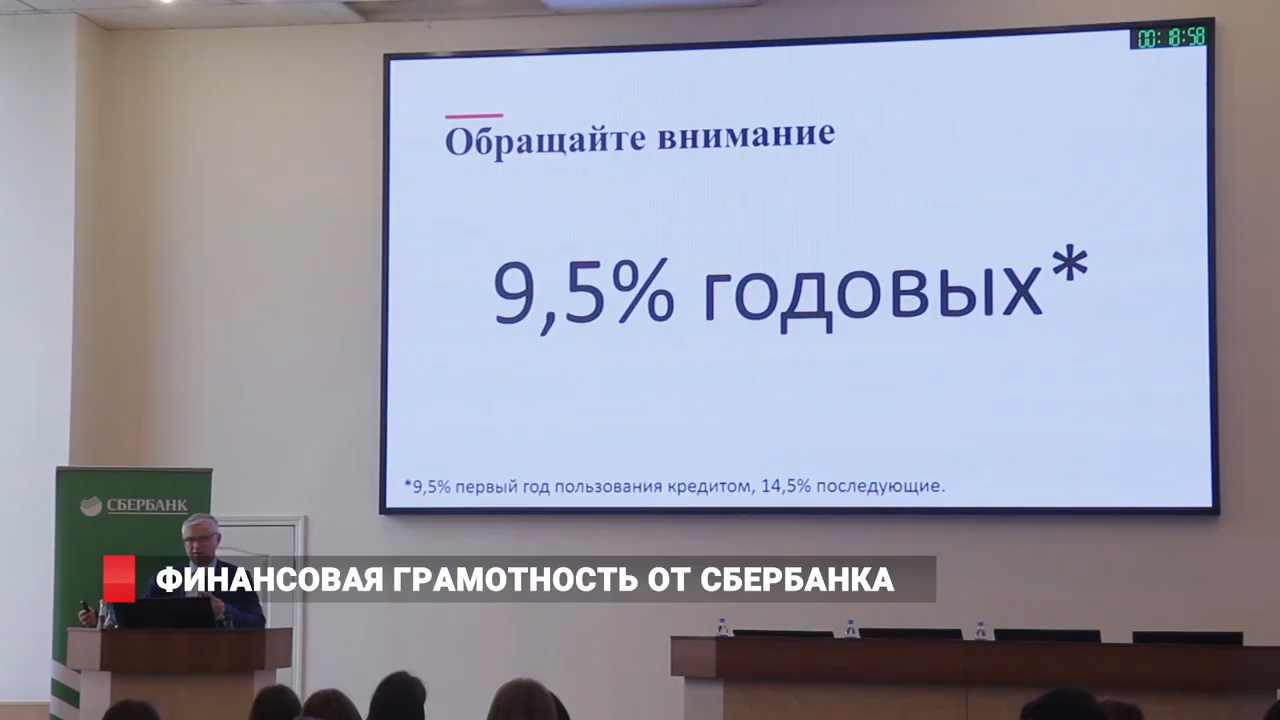 00:18:58
Обращайте внимание
9,5% годовых*
*9,5% первый год пользования кредитом, 14,5% последующие.
СБЕРБАНК
ФИНАНСОВАЯ ГРАМОТНОСТЬ ОТ СБЕРБАНКА